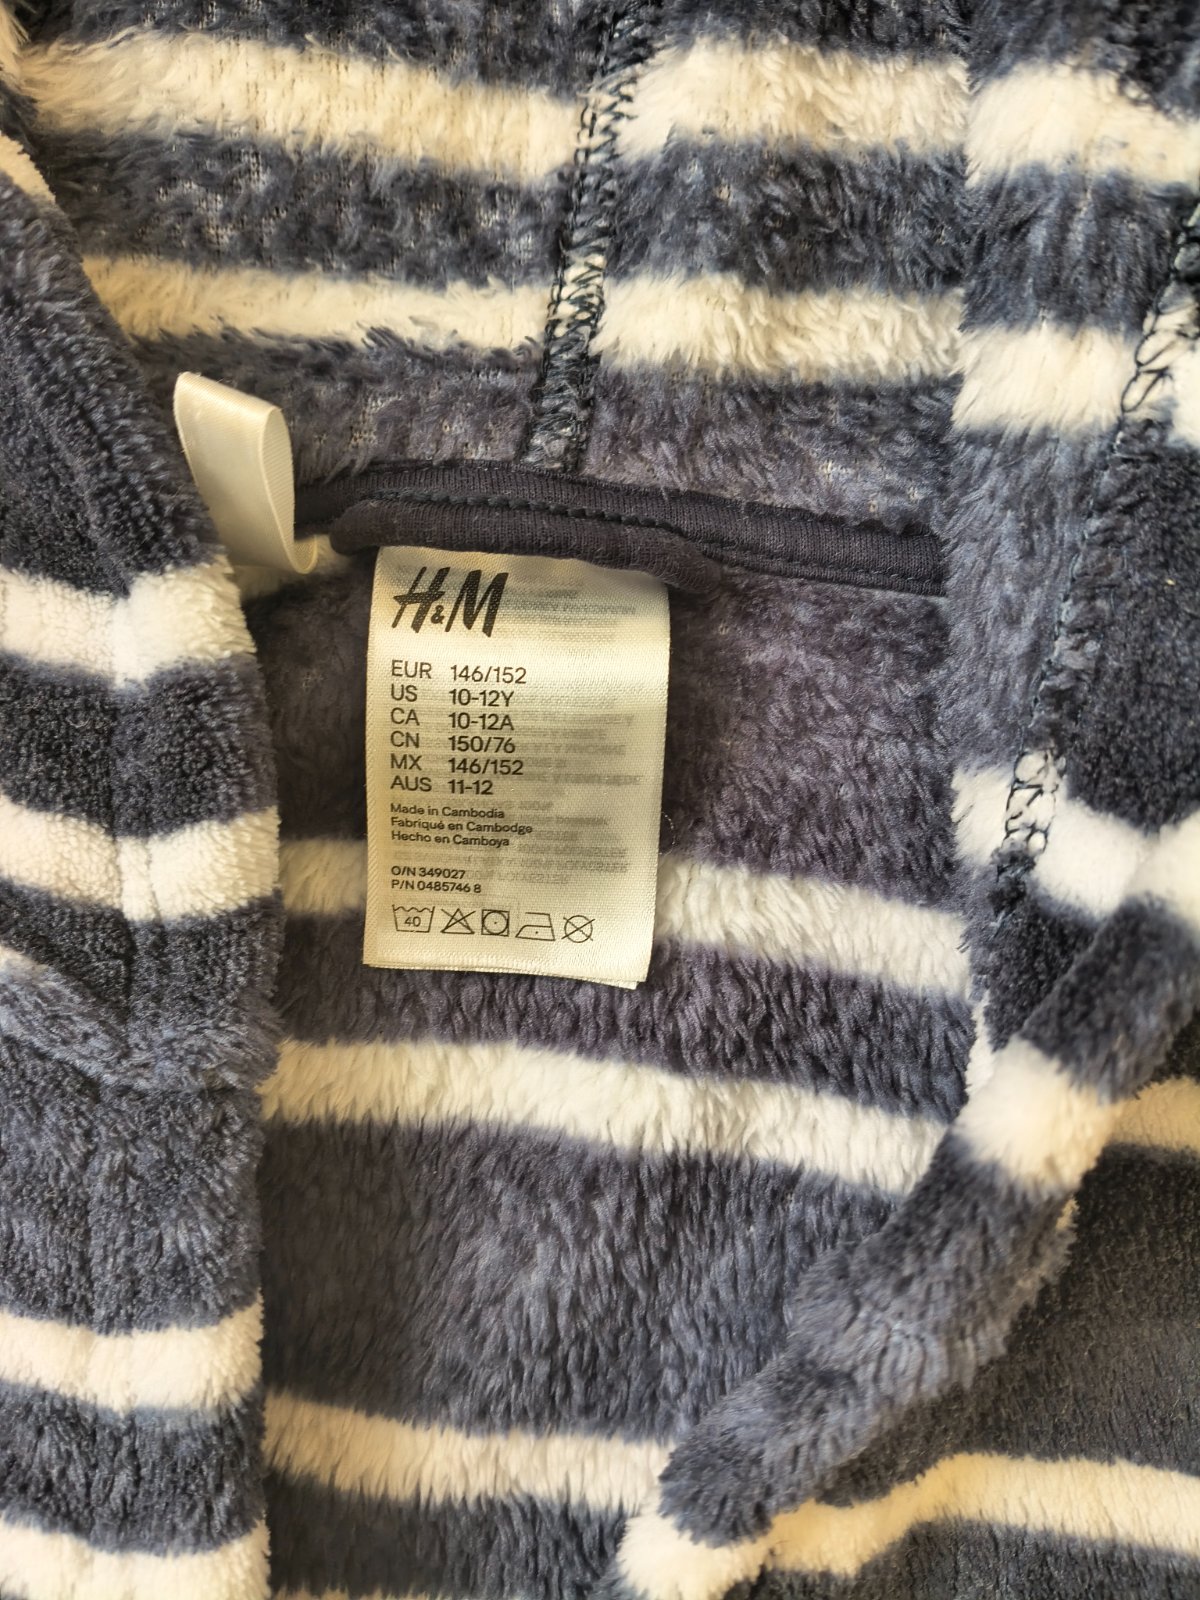 H&M
EUR 146/152
US 10-12Y
CA 10-12A
CN 150/76
MX 146/152
AUS 11-12
Made in Cambodia
Fabriqué en Cambodge
Hecho en Camboya
O/N 349027
P/N 0485746 8
40